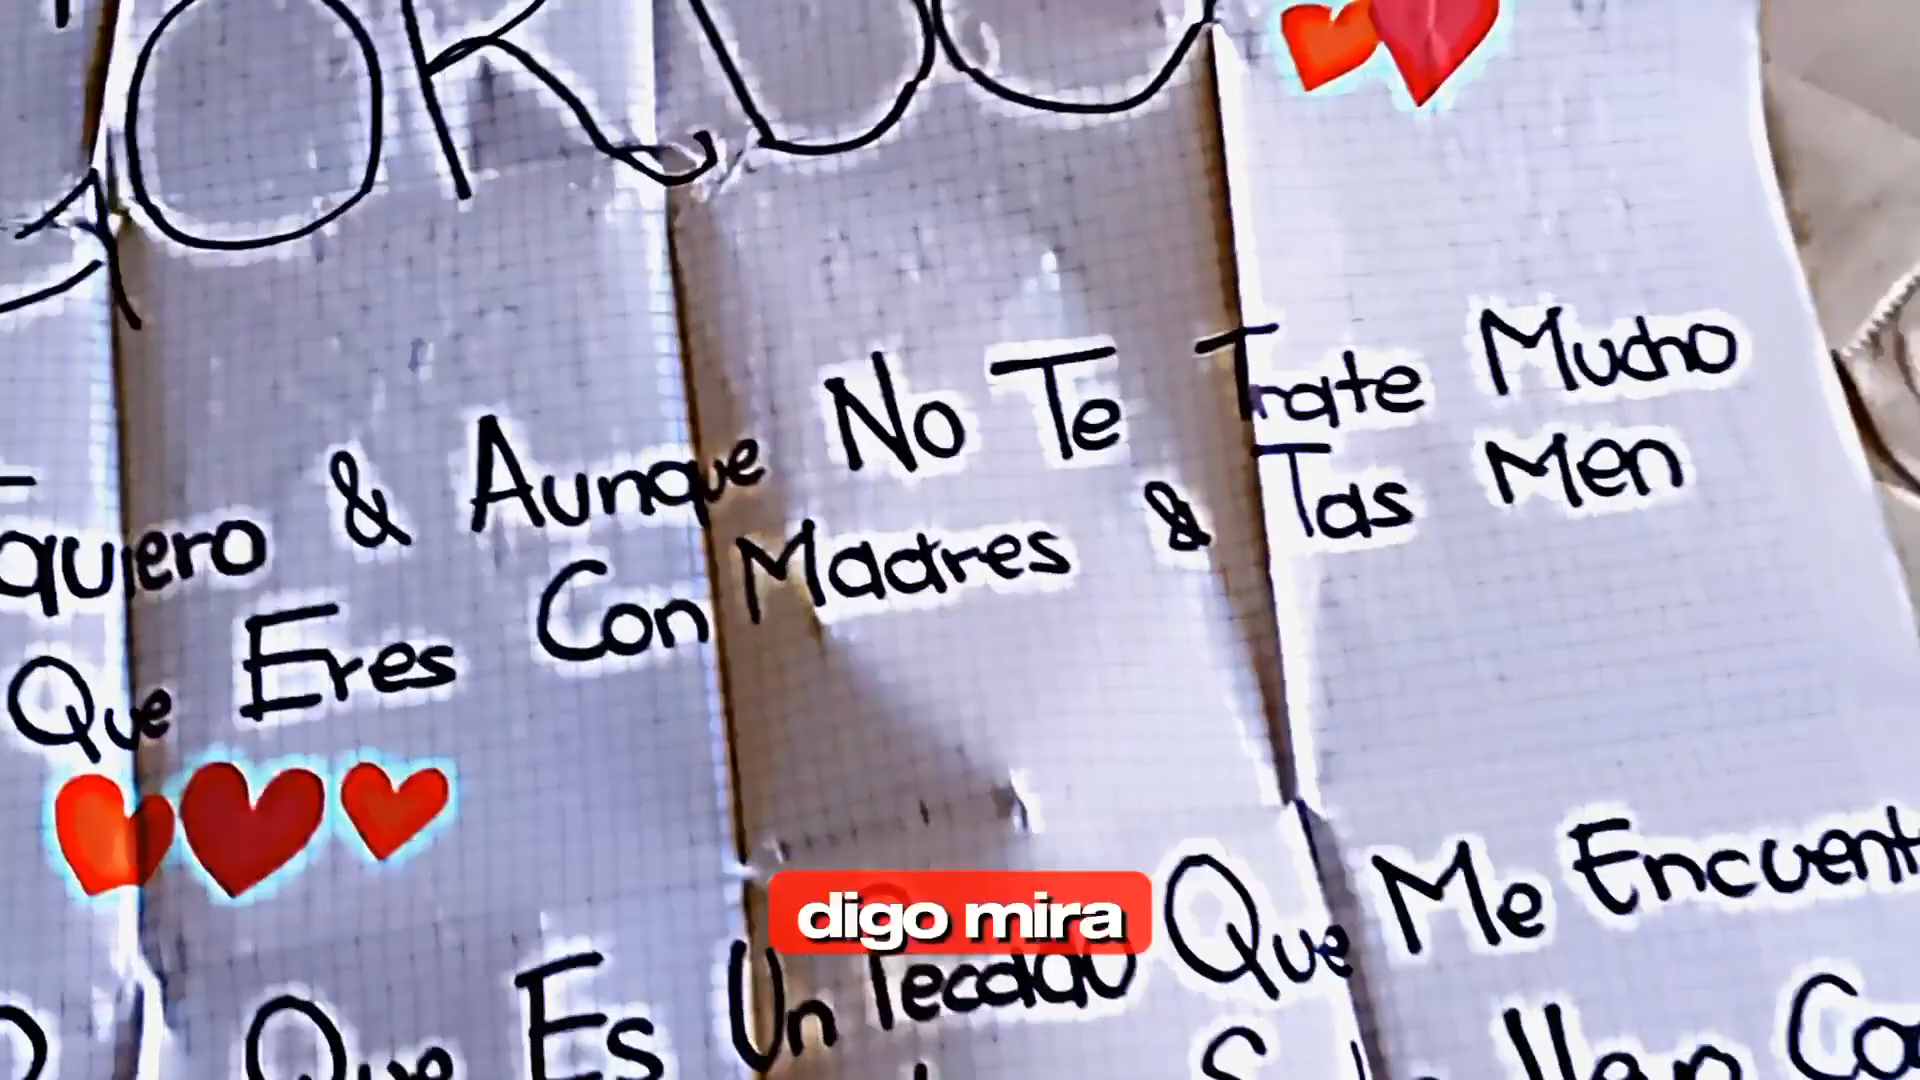 quiero & Aunque No Te Trate Mucho
Que Eres Con Madres & Tas Men
Que Es Un Pecado Que Me Encuent
digo mira